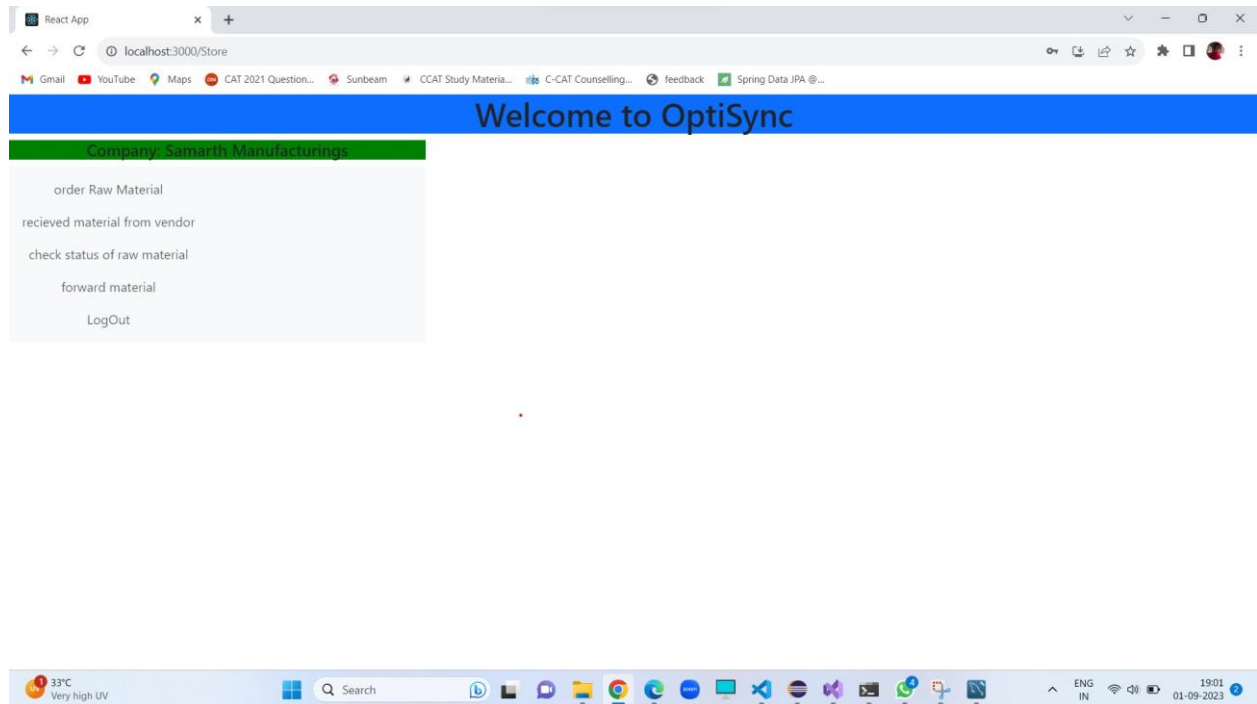 React App
localhost:3000/Store
Gmail YouTube Maps CAT 2021 Question... Sunbeam CCAT Study Materia... C-CAT Counselling... feedback Spring Data JPA @...
Welcome to OptiSync
Company: Samarth Manufacturings
order Raw Material
recieved material from vendor
check status of raw material
forward material
LogOut
33°C
Very high UV
Search
zoom
ENG
IN
19:01
01-09-2023